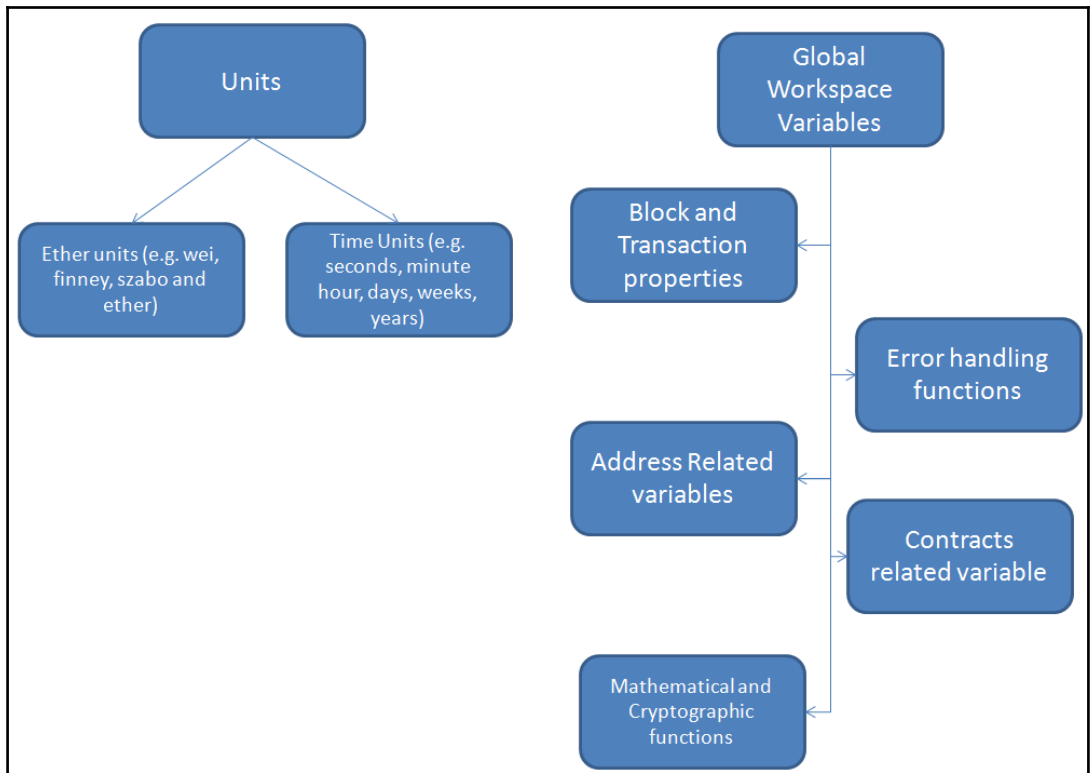 Units
Ether units (e.g. wei,
finney, szabo and
ether)
Time Units (e.g.
seconds, minute
hour, days, weeks,
years)
Global
Workspace
Variables
Block and
Transaction
properties
Error handling
functions
Address Related
variables
Contracts
related variable
Mathematical and
Cryptographic
functions